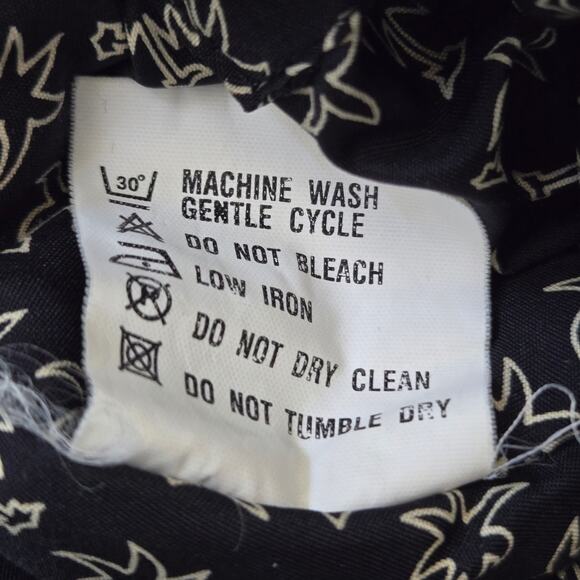 30°
MACHINE WASH
GENTLE CYCLE
DO NOT BLEACH
LOW IRON
DO NOT DRY CLEAN
DO NOT TUMBLE DRY